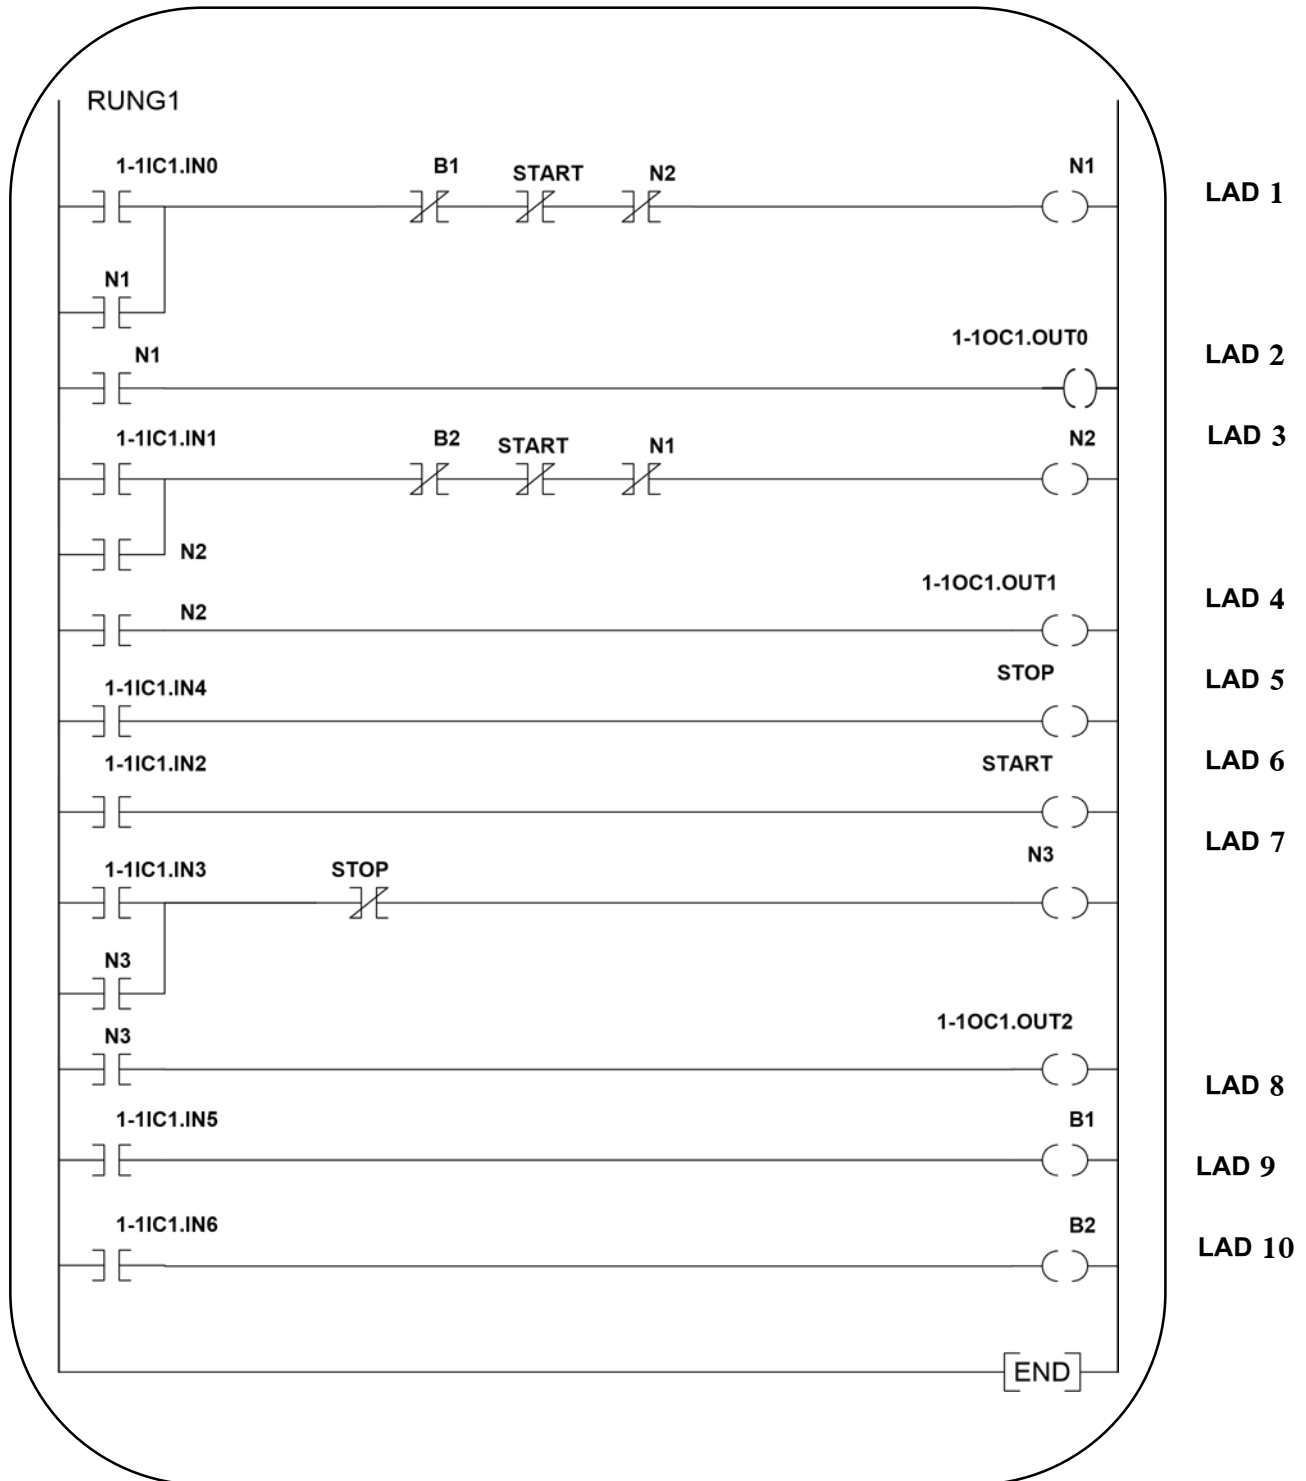 RUNG1
1-1IC1.IN0 B1 START N2 N1 LAD 1
N1
N1 1-1OC1.OUT0 LAD 2
1-1IC1.IN1 B2 START N1 N2 LAD 3
N2
N2 1-1OC1.OUT1 LAD 4
1-1IC1.IN4 STOP LAD 5
1-1IC1.IN2 START LAD 6
1-1IC1.IN3 STOP N3 LAD 7
N3
N3 1-1OC1.OUT2 LAD 8
1-1IC1.IN5 B1 LAD 9
1-1IC1.IN6 B2 LAD 10
END